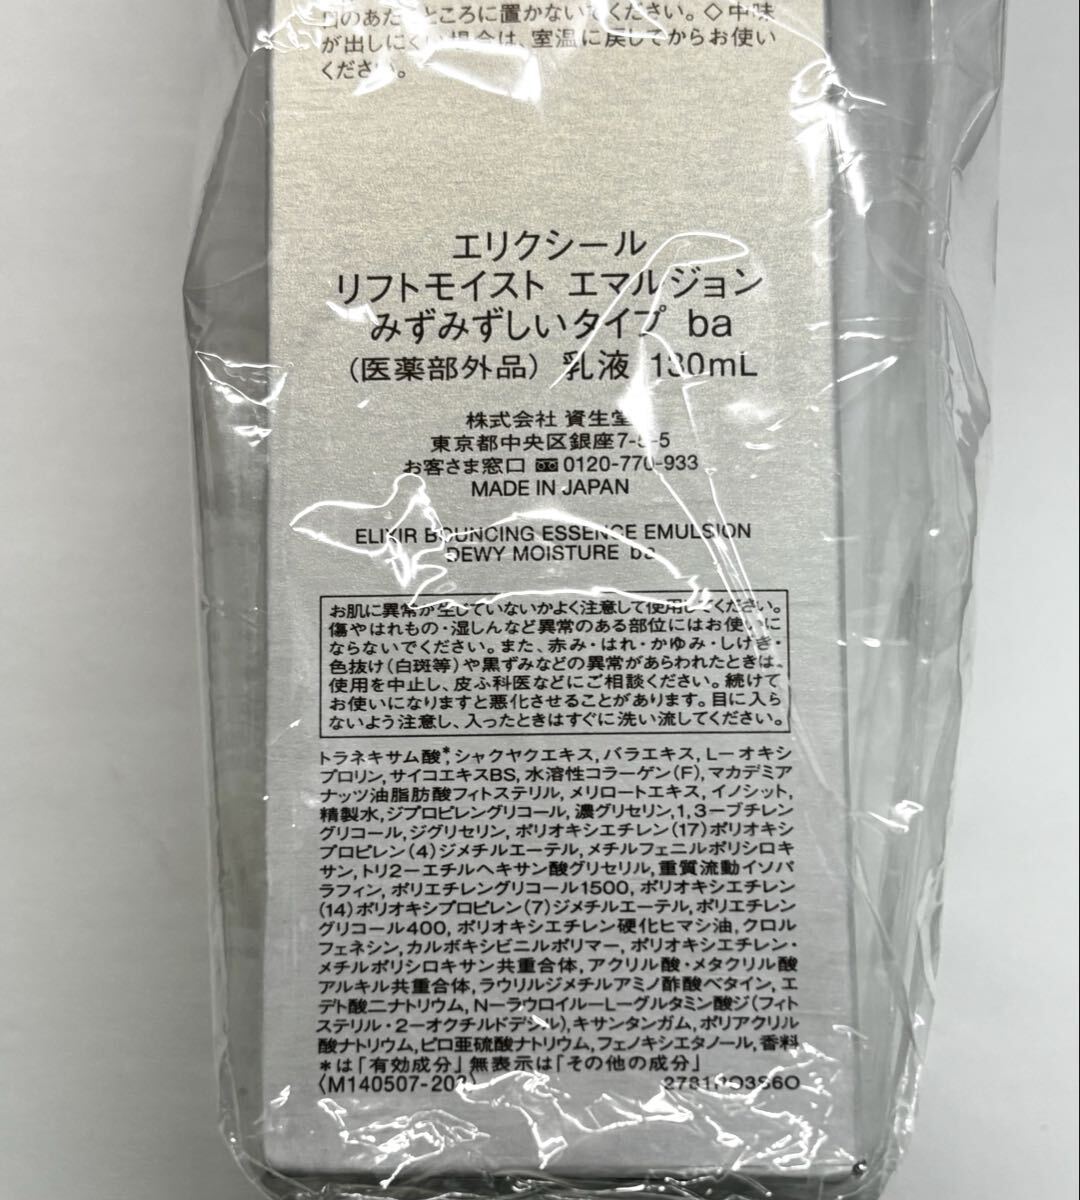 日のあたるところに置かないでください。◇中味
が出しにくい場合は、室温に戻してからお使い
ください。
エリクシール
リフトモイスト エマルジョン
みずみずしいタイプ ba
(医薬部外品) 乳液 130mL
株式会社 資生堂
東京都中央区銀座7-5-5
お客さま窓口 0120-770-933
MADE IN JAPAN
ELIXIR BOUNCING ESSENCE EMULSION
DEWY MOISTURE ba
お肌に異常が生じていないかよく注意して使用してください。
傷やはれもの・湿しんなど異常のある部位にはお使いに
ならないでください。また、赤み・はれ・かゆみ・しげき・
色抜け(白斑等)や黒ずみなどの異常があらわれたときは、
使用を中止し、皮ふ科医などにご相談ください。続けて
お使いになりますと悪化させることがあります。目に入ら
ないよう注意し、入ったときはすぐに洗い流してください。
トラネキサム酸*,シャクヤクエキス,バラエキス,L－オキシ
プロリン,サイコエキスBS,水溶性コラーゲン(F),マカデミア
ナッツ油脂肪酸フィトステリル,メリロートエキス,イノシット,
精製水,ジプロピレングリコール,濃グリセリン,1,3－ブチレン
グリコール,ジグリセリン,ポリオキシエチレン(17)ポリオキシ
プロピレン(4)ジメチルエーテル,メチルフェニルポリシロキ
サン,トリ2－エチルヘキサン酸グリセリル,重質流動イソパ
ラフィン,ポリエチレングリコール1500,ポリオキシエチレン
(14)ポリオキシプロピレン(7)ジメチルエーテル,ポリエチレン
グリコール400,ポリオキシエチレン硬化ヒマシ油,クロル
フェネシン,カルボキシビニルポリマー,ポリオキシエチレン・
メチルポリシロキサン共重合体,アクリル酸・メタクリル酸
アルキル共重合体,ラウリルジメチルアミノ酢酸ベタイン,エ
デト酸二ナトリウム,N－ラウロイル－L－グルタミン酸ジ(フィト
ステリル・2－オクチルドデシル),キサンタンガム,ポリアクリル
酸ナトリウム,ピロ亜硫酸ナトリウム,フェノキシエタノール,香料
*は「有効成分」無表示は「その他の成分」